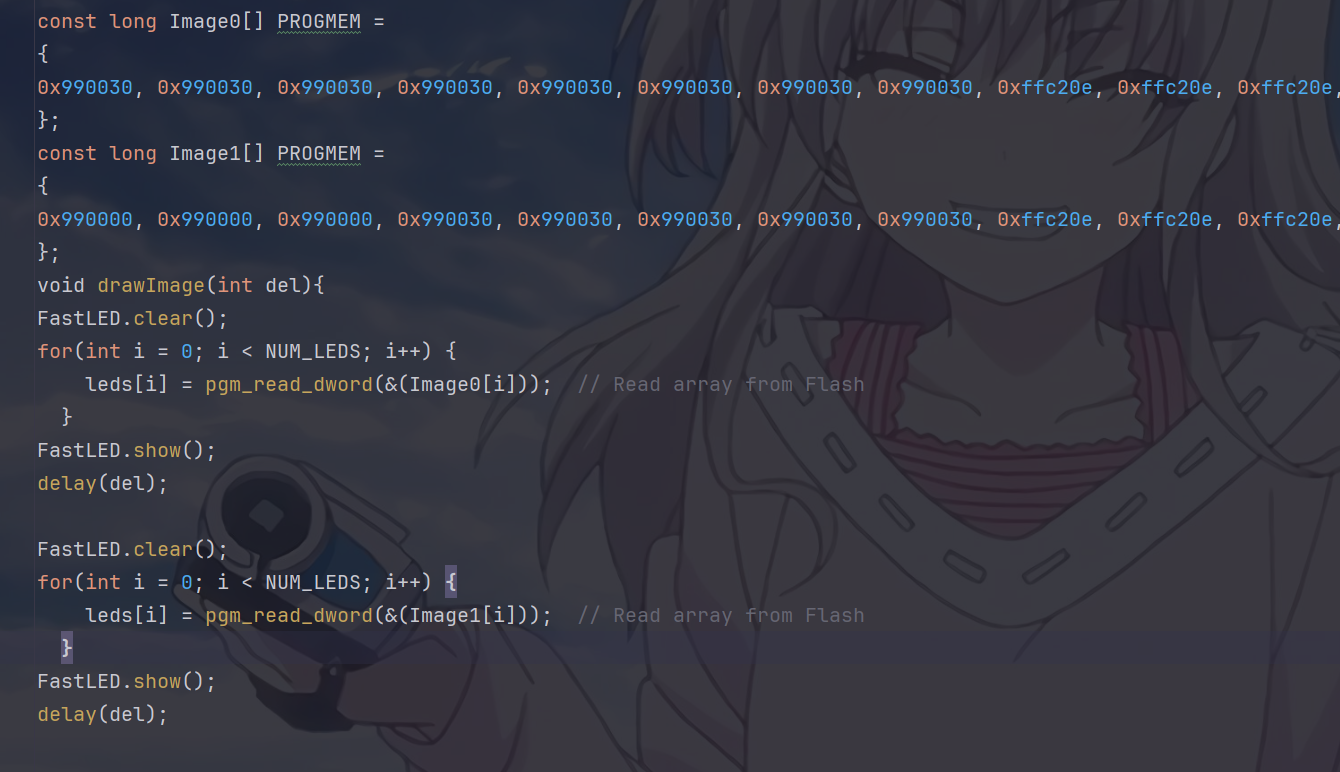 const long Image0[] PROGMEM =
{
0x990030, 0x990030, 0x990030, 0x990030, 0x990030, 0x990030, 0x990030, 0x990030, 0xffc20e, 0xffc20e, 0xffc20e,
};
const long Image1[] PROGMEM =
{
0x990000, 0x990000, 0x990000, 0x990030, 0x990030, 0x990030, 0x990030, 0x990030, 0xffc20e, 0xffc20e, 0xffc20e,
};
void drawImage(int del){
FastLED.clear();
for(int i = 0; i < NUM_LEDS; i++) {
    leds[i] = pgm_read_dword(&(Image0[i]));  // Read array from Flash
  }
FastLED.show();
delay(del);

FastLED.clear();
for(int i = 0; i < NUM_LEDS; i++) {
    leds[i] = pgm_read_dword(&(Image1[i]));  // Read array from Flash
  }
FastLED.show();
delay(del);